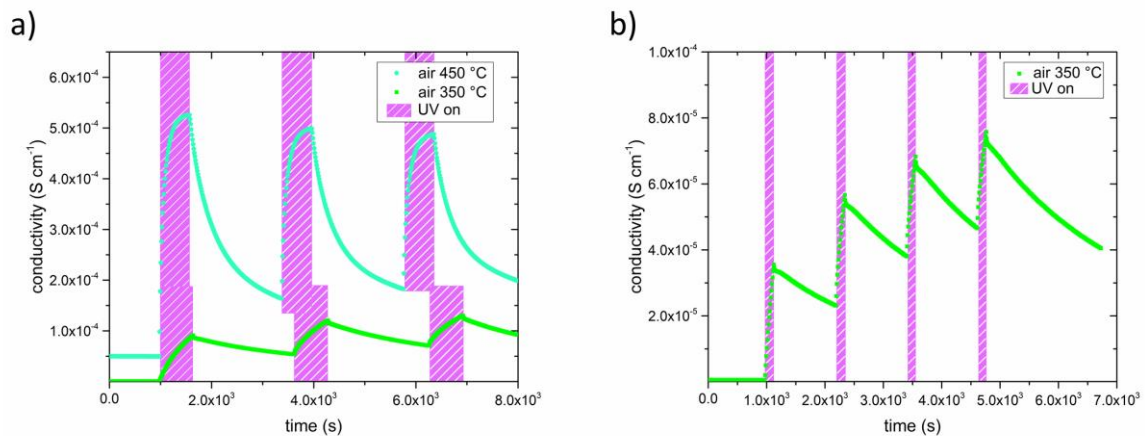 a)
conductivity (S cm⁻¹)
6.0x10⁻⁴
5.0x10⁻⁴
4.0x10⁻⁴
3.0x10⁻⁴
2.0x10⁻⁴
1.0x10⁻⁴
air 450 °C
air 350 °C
UV on
0.0 2.0x10³ 4.0x10³ 6.0x10³ 8.0x10³
time (s)
b)
conductivity (S cm⁻¹)
1.0x10⁻⁴
8.0x10⁻⁵
6.0x10⁻⁵
4.0x10⁻⁵
2.0x10⁻⁵
air 350 °C
UV on
0.0 1.0x10³ 2.0x10³ 3.0x10³ 4.0x10³ 5.0x10³ 6.0x10³ 7.0x10³
time (s)